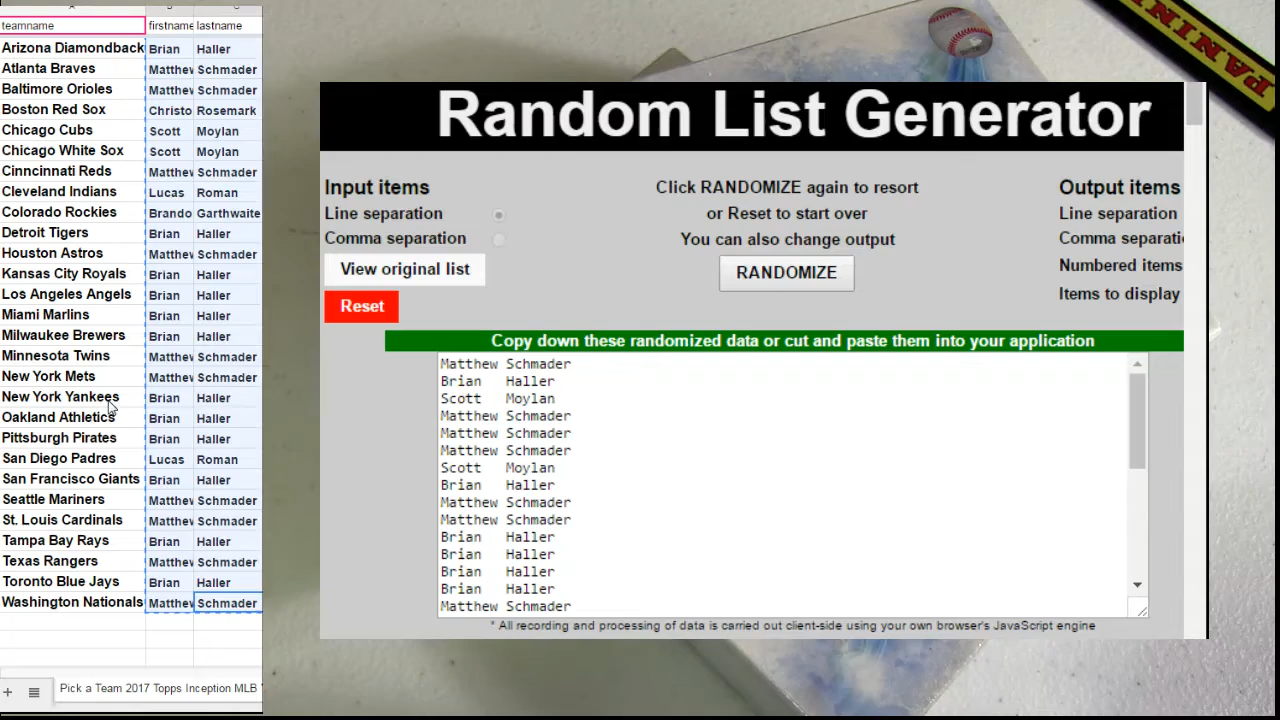 teamname firstname lastname
Arizona Diamondback Brian Haller
Atlanta Braves Matthew Schmader
Baltimore Orioles Matthew Schmader
Boston Red Sox Christo Rosemark
Chicago Cubs Scott Moylan
Chicago White Sox Scott Moylan
Cinncinnati Reds Matthew Schmader
Cleveland Indians Lucas Roman
Colorado Rockies Brando Garthwaite
Detroit Tigers Brian Haller
Houston Astros Matthew Schmader
Kansas City Royals Brian Haller
Los Angeles Angels Brian Haller
Miami Marlins Brian Haller
Milwaukee Brewers Brian Haller
Minnesota Twins Matthew Schmader
New York Mets Matthew Schmader
New York Yankees Brian Haller
Oakland Athletics Brian Haller
Pittsburgh Pirates Brian Haller
San Diego Padres Lucas Roman
San Francisco Giants Brian Haller
Seattle Mariners Matthew Schmader
St. Louis Cardinals Matthew Schmader
Tampa Bay Rays Brian Haller
Texas Rangers Matthew Schmader
Toronto Blue Jays Brian Haller
Washington Nationals Matthew Schmader
Pick a Team 2017 Topps Inception MLB
Random List Generator
Input items
Line separation
Comma separation
View original list
Reset
Click RANDOMIZE again to resort
or Reset to start over
You can also change output
RANDOMIZE
Output items
Line separation
Comma separati
Numbered items
Items to display
Copy down these randomized data or cut and paste them into your application
Matthew Schmader
Brian Haller
Scott Moylan
Matthew Schmader
Matthew Schmader
Matthew Schmader
Scott Moylan
Brian Haller
Matthew Schmader
Matthew Schmader
Brian Haller
Brian Haller
Brian Haller
Brian Haller
Matthew Schmader
* All recording and processing of data is carried out client-side using your own browser's JavaScript engine
PANINI